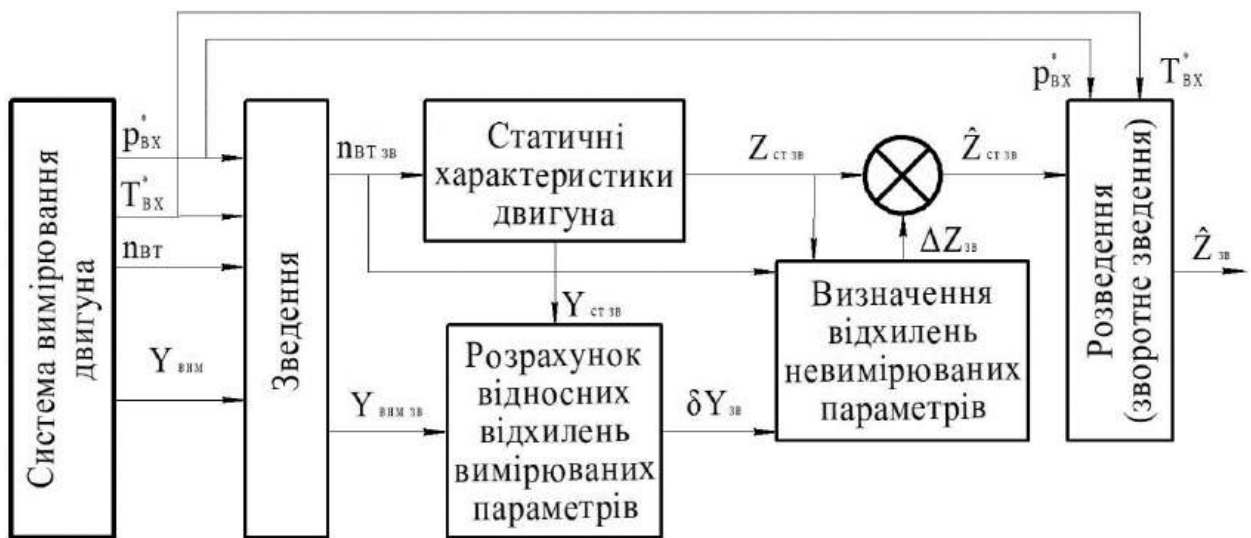 Система вимірювання
двигуна
p*вх
T*вх
nвт
Yвим
Зведення
nвт зв
Yвим зв
Статичні
характеристики
двигуна
Yст зв
Розрахунок
відносних
відхилень
вимірюваних
параметрів
δYзв
Zст зв
ΔZзв
Визначення
відхилень
невимірюваних
параметрів
Ẑст зв
p*вх
T*вх
Розведення
(зворотне зведення)
Ẑзв